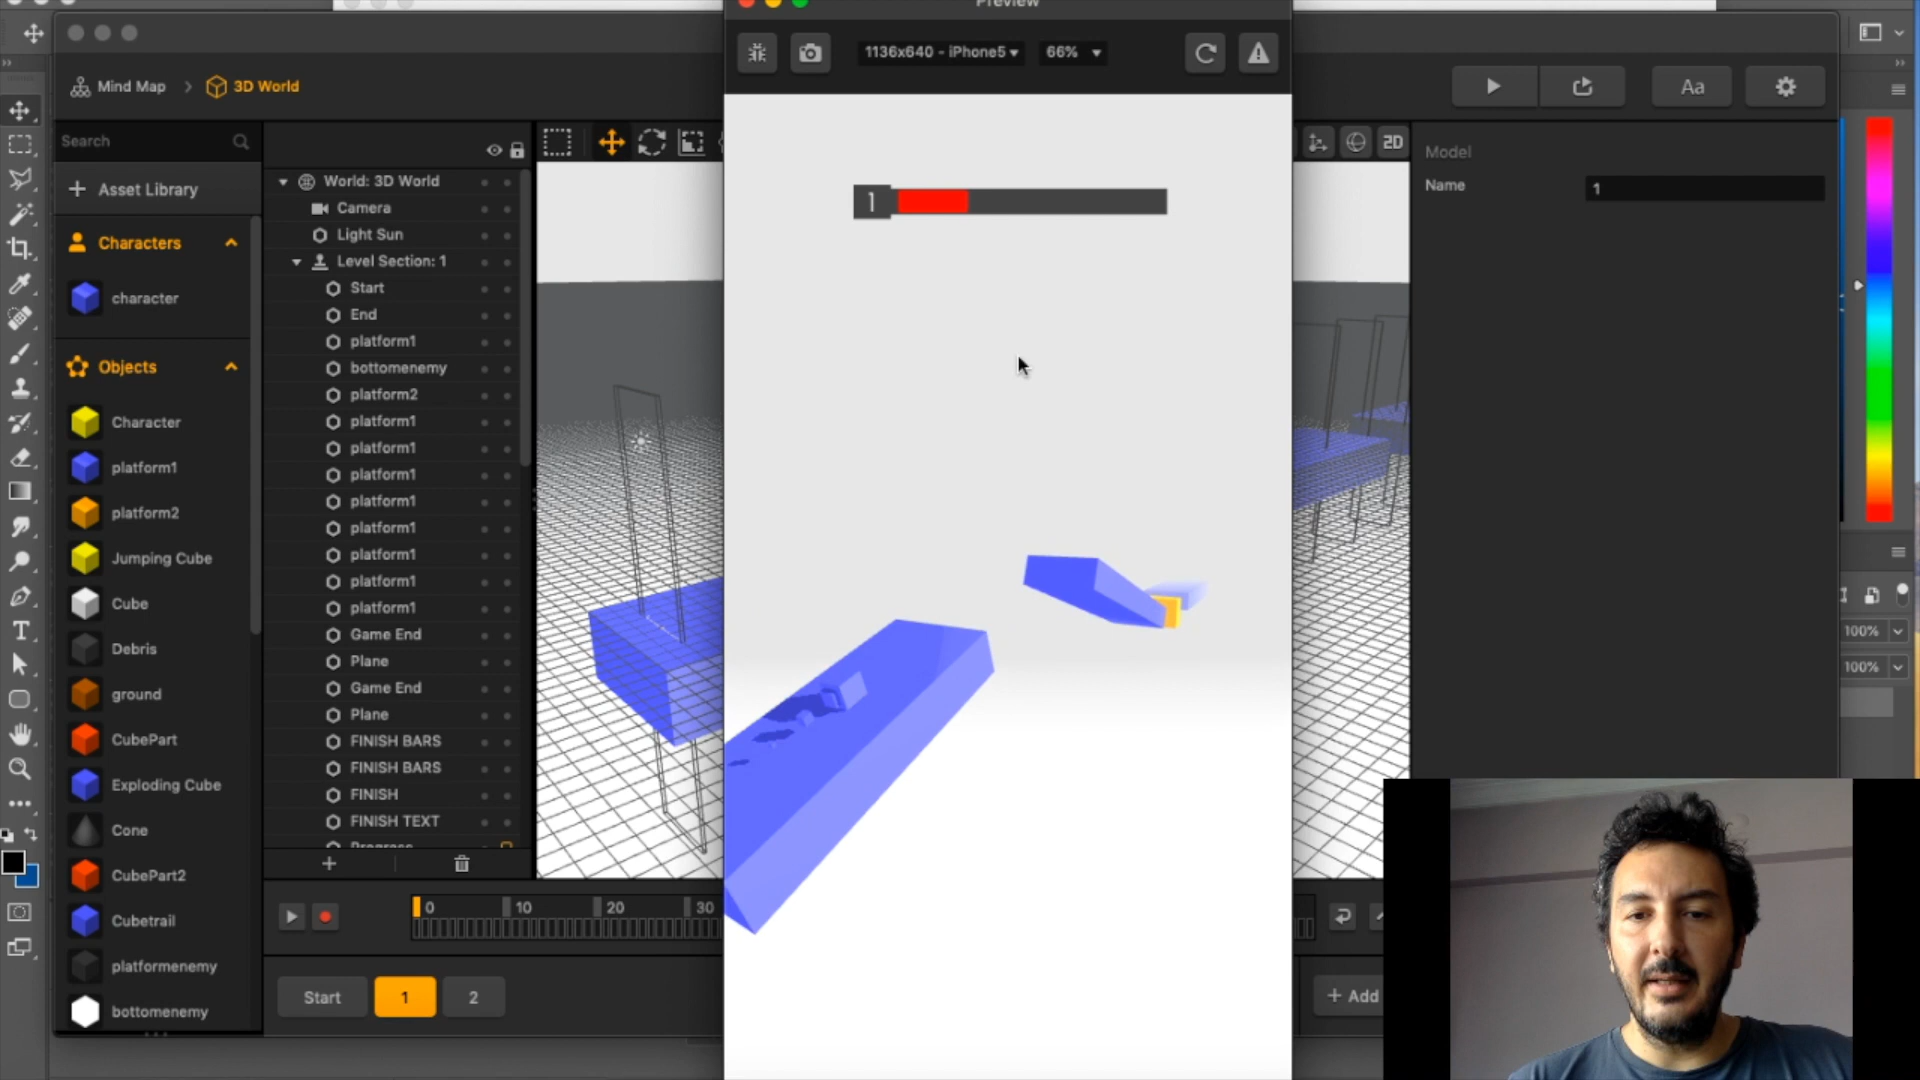 Preview
1136x640 - iPhone5
66%
Mind Map
3D World
Aa
Search
2D
Model
Asset Library
World: 3D World
Name
1
Camera
1
Characters
Light Sun
Level Section: 1
character
Start
End
platform1
Objects
bottomenemy
platform2
Character
platform1
platform1
platform1
platform1
platform2
platform1
platform1
Jumping Cube
platform1
Cube
platform1
Game End
100%
Debris
Plane
100%
ground
Game End
Plane
CubePart
FINISH BARS
FINISH BARS
Exploding Cube
FINISH
Cone
FINISH TEXT
Progress
CubePart2
0
10
20
30
Cubetrail
platformenemy
Start
1
2
Add
bottomenemy